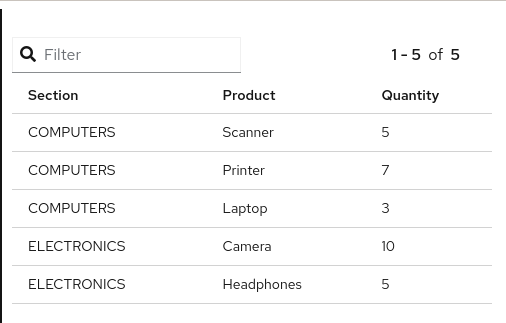 Filter 1 - 5 of 5
Section Product Quantity
COMPUTERS Scanner 5
COMPUTERS Printer 7
COMPUTERS Laptop 3
ELECTRONICS Camera 10
ELECTRONICS Headphones 5